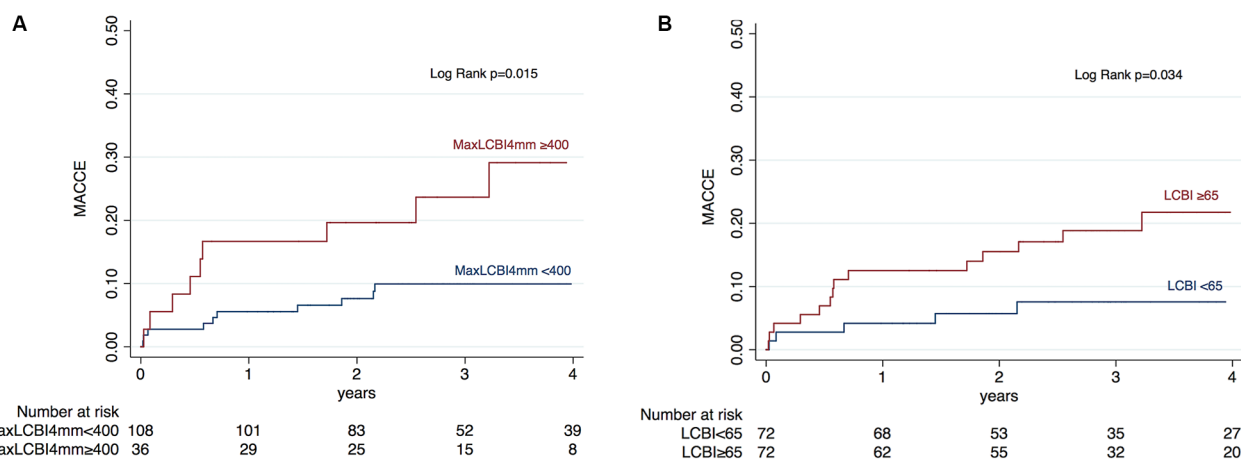 A
0.50
0.40
0.30
0.20
0.10
0.00
MACCE
Log Rank p=0.015
MaxLCBI4mm ≥400
MaxLCBI4mm <400
0 1 2 3 4
years
Number at risk
axLCBI4mm<400 108 101 83 52 39
axLCBI4mm≥400 36 29 25 15 8
B
0.50
0.40
0.30
0.20
0.10
0.00
MACCE
Log Rank p=0.034
LCBI ≥65
LCBI <65
0 1 2 3 4
years
Number at risk
LCBI<65 72 68 53 35 27
LCBI≥65 72 62 55 32 20